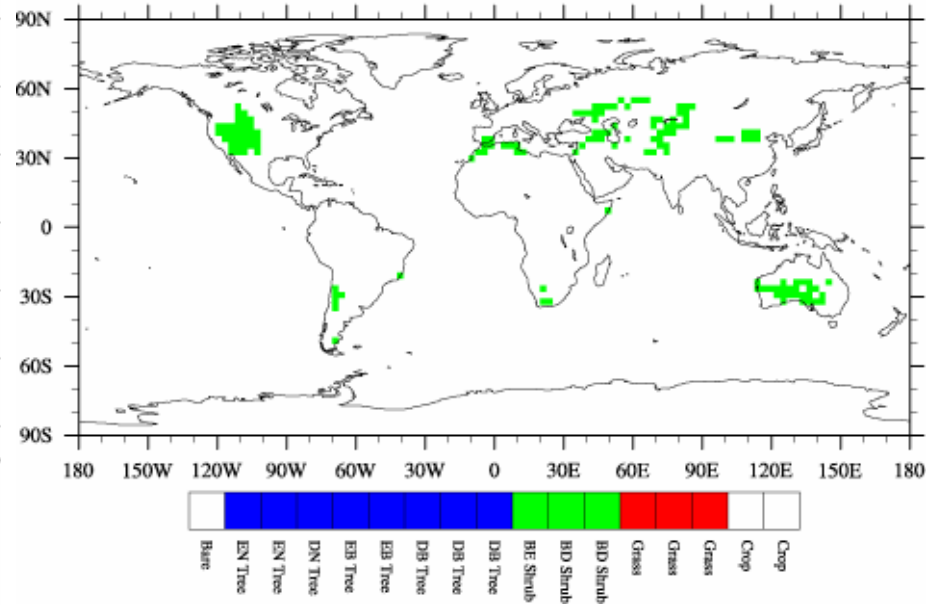 90N
60N
30N
0
30S
60S
90S
180 150W 120W 90W 60W 30W 0 30E 60E 90E 120E 150E 180
Bare
EN Tree
EN Tree
DN Tree
EB Tree
EB Tree
DB Tree
DB Tree
DB Tree
BE Shrub
BD Shrub
BD Shrub
Grass
Grass
Grass
Crop
Crop